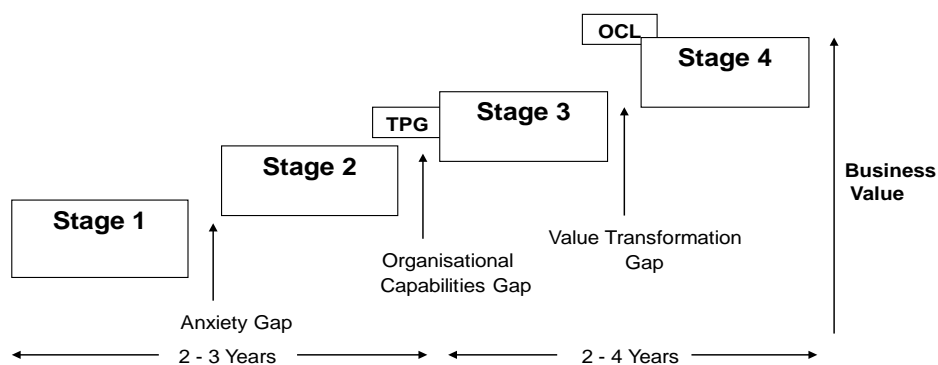 OCL
Stage 4
TPG
Stage 3
Stage 2
Business
Value
Stage 1
Value Transformation
Gap
Organisational
Capabilities Gap
Anxiety Gap
2 - 3 Years
2 - 4 Years